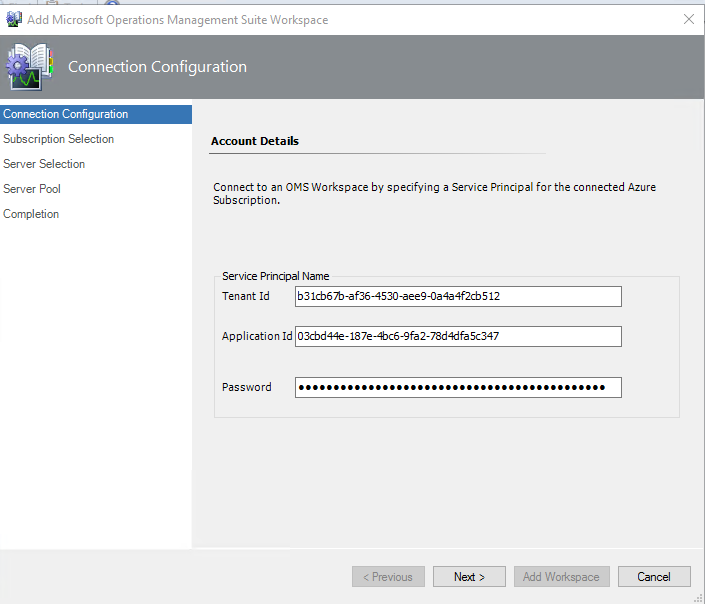 Add Microsoft Operations Management Suite Workspace
Connection Configuration
Connection Configuration
Subscription Selection
Server Selection
Server Pool
Completion
Account Details
Connect to an OMS Workspace by specifying a Service Principal for the connected Azure
Subscription.
Service Principal Name
Tenant Id b31cb67b-af36-4530-aee9-0a4a4f2cb512
Application Id 03cbd44e-187e-4bc6-9fa2-78d4dfa5c347
Password ●●●●●●●●●●●●●●●●●●●●●●●●●●●●●●●●●●●●●●●●●●●●
< Previous Next > Add Workspace Cancel